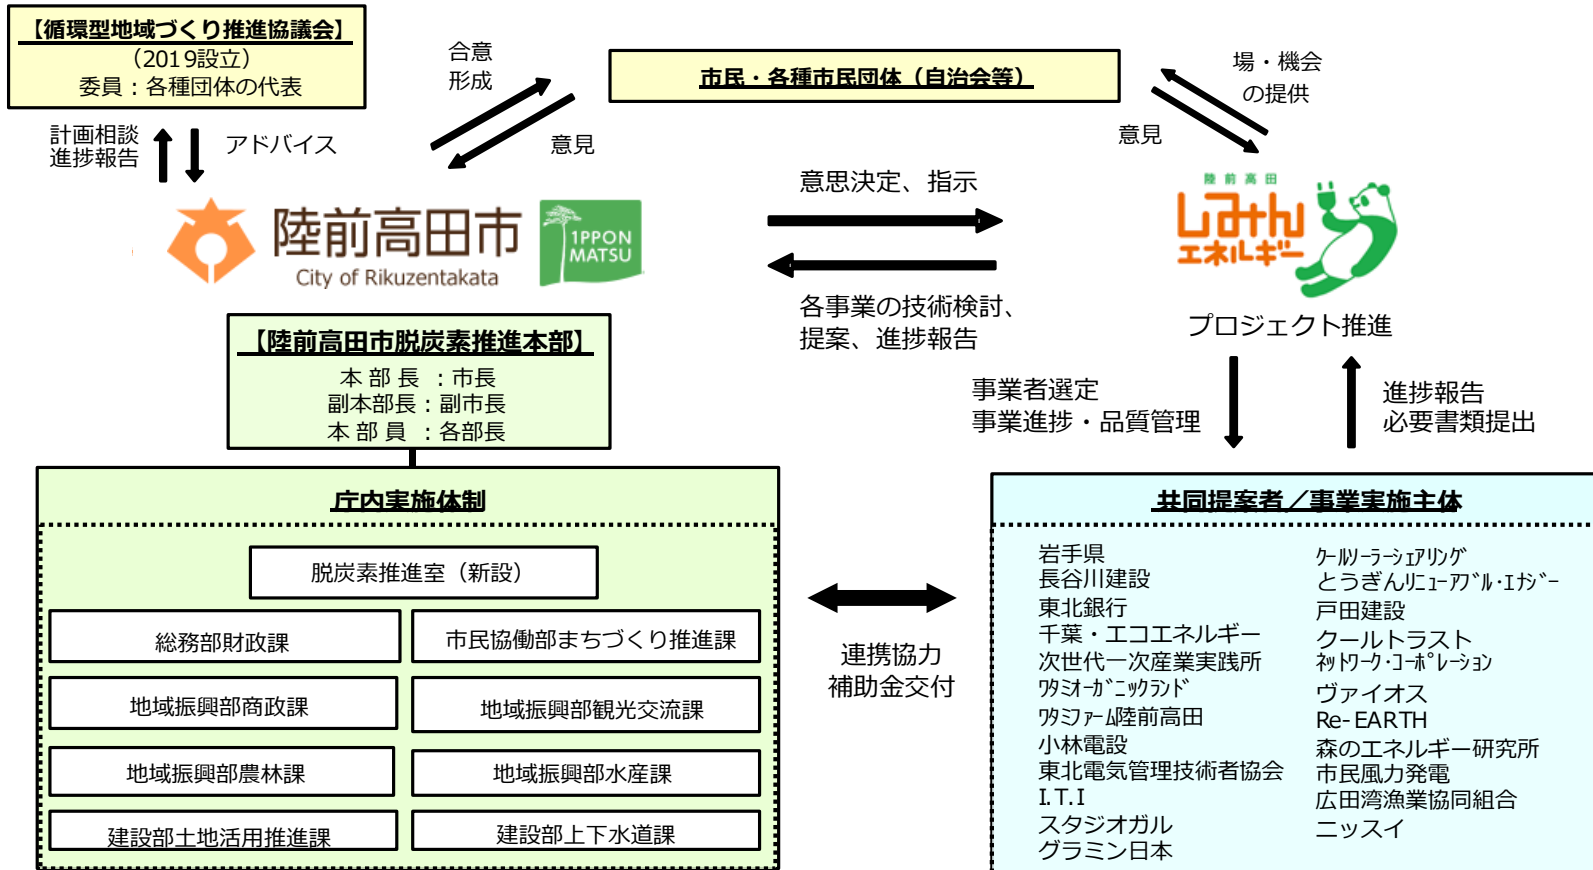 【循環型地域づくり推進協議会】
（2019設立）
委員：各種団体の代表
計画相談
進捗報告
アドバイス
合意
形成
意見
市民・各種市民団体（自治会等）
場・機会
の提供
意見
陸前高田市
City of Rikuzentakata
1PPON
MATSU
意思決定、指示
各事業の技術検討、
提案、進捗報告
陸前高田
しみんエネルギー
プロジェクト推進
【陸前高田市脱炭素推進本部】
本部長：市長
副本部長：副市長
本部員：各部長
事業者選定
事業進捗・品質管理
進捗報告
必要書類提出
庁内実施体制
脱炭素推進室（新設）
総務部財政課
市民協働部まちづくり推進課
地域振興部商政課
地域振興部観光交流課
地域振興部農林課
地域振興部水産課
建設部土地活用推進課
建設部上下水道課
連携協力
補助金交付
共同提案者／事業実施主体
岩手県
長谷川建設
東北銀行
千葉・エコエネルギー
次世代一次産業実践所
ﾜﾀﾐｵｰｶﾞﾆｯｸﾗﾝﾄﾞ
ﾜﾀﾐﾌｧｰﾑ陸前高田
小林電設
東北電気管理技術者協会
I.T.I
スタジオガル
グラミン日本
ｸｰﾙｿｰﾗｰｼｪｱﾘﾝｸﾞ
とうぎんﾘﾆｭｰｱﾌﾞﾙ･ｴﾅｼﾞｰ
戸田建設
クールトラスト
ﾈｯﾄﾜｰｸ･ｺｰﾎﾟﾚｰｼｮﾝ
ヴァイオス
Re-EARTH
森のエネルギー研究所
市民風力発電
広田湾漁業協同組合
ニッスイ